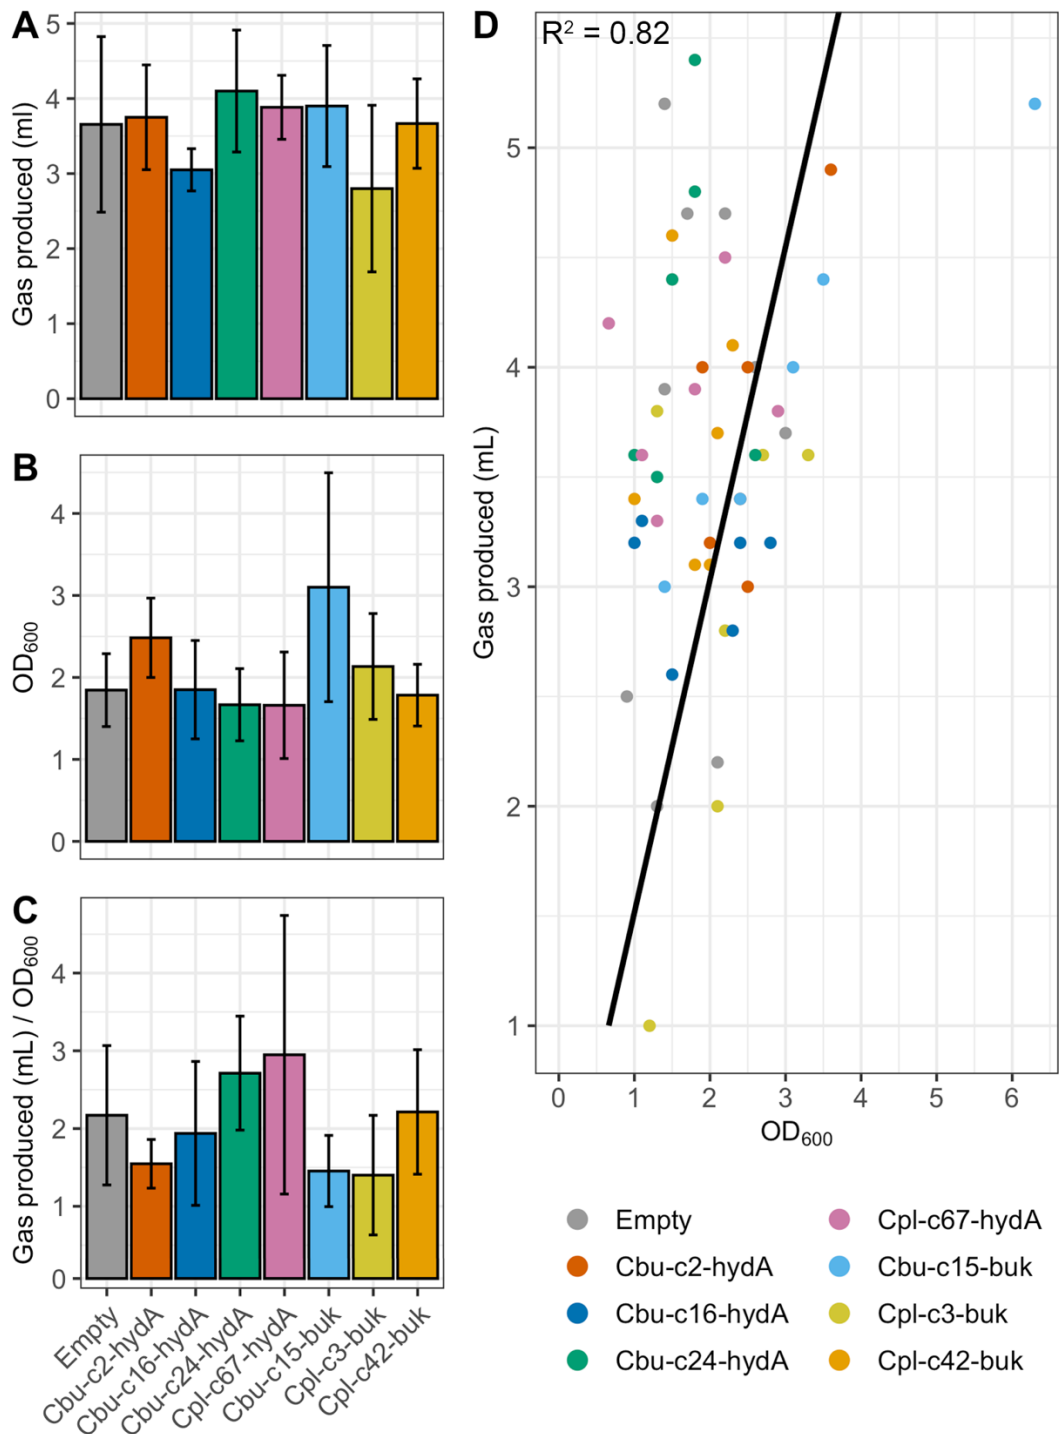 A
Gas produced (ml)
5
4
3
2
1
0
B
OD₆₀₀
4
3
2
1
0
C
Gas produced (mL) / OD₆₀₀
4
3
2
1
0
Empty
Cbu-c2-hydA
Cbu-c16-hydA
Cbu-c24-hydA
Cpl-c67-hydA
Cbu-c15-buk
Cpl-c3-buk
Cpl-c42-buk
D
R² = 0.82
Gas produced (mL)
5
4
3
2
1
0 1 2 3 4 5 6
OD₆₀₀
Empty
Cbu-c2-hydA
Cbu-c16-hydA
Cbu-c24-hydA
Cpl-c67-hydA
Cbu-c15-buk
Cpl-c3-buk
Cpl-c42-buk